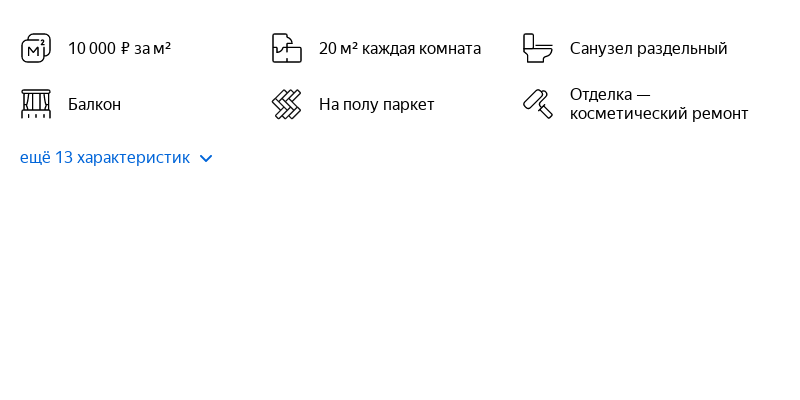 10 000 ₽ за м²
20 м² каждая комната
Санузел раздельный
Балкон
На полу паркет
Отделка —
косметический ремонт
ещё 13 характеристик